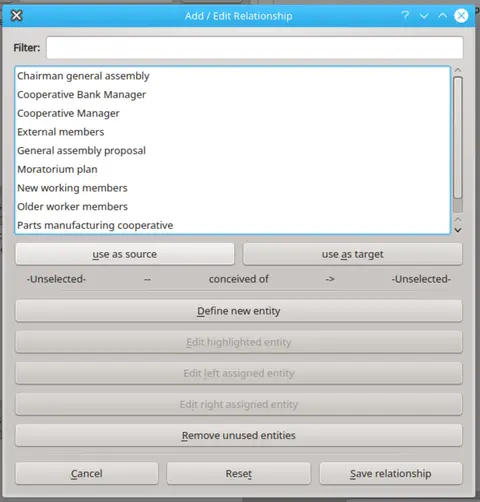 Add / Edit Relationship
Filter:
Chairman general assembly
Cooperative Bank Manager
Cooperative Manager
External members
General assembly proposal
Moratorium plan
New working members
Older worker members
Parts manufacturing cooperative
use as source use as target
-Unselected- -- conceived of -> -Unselected-
Define new entity
Edit highlighted entity
Edit left assigned entity
Edit right assigned entity
Remove unused entities
Cancel Reset Save relationship